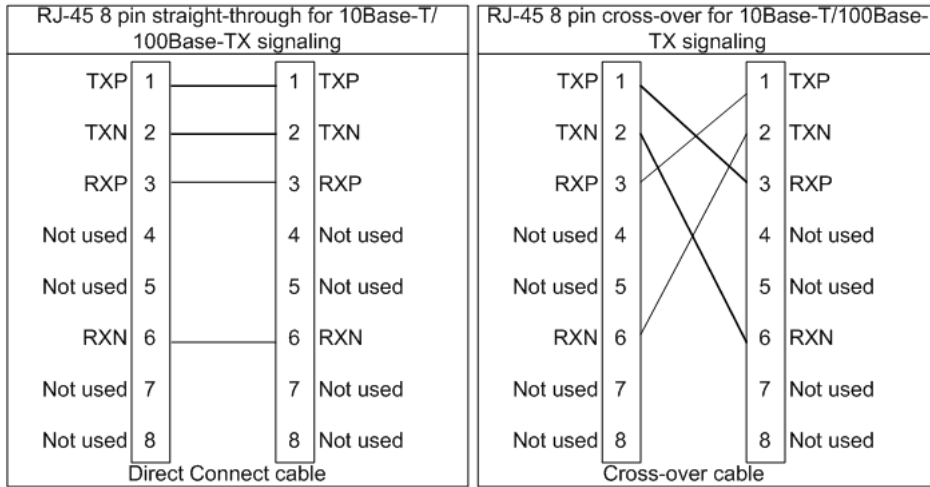 RJ-45 8 pin straight-through for 10Base-T/
100Base-TX signaling
TXP 1 1 TXP
TXN 2 2 TXN
RXP 3 3 RXP
Not used 4 4 Not used
Not used 5 5 Not used
RXN 6 6 RXN
Not used 7 7 Not used
Not used 8 8 Not used
Direct Connect cable
RJ-45 8 pin cross-over for 10Base-T/100Base-
TX signaling
TXP 1 1 TXP
TXN 2 2 TXN
RXP 3 3 RXP
Not used 4 4 Not used
Not used 5 5 Not used
RXN 6 6 RXN
Not used 7 7 Not used
Not used 8 8 Not used
Cross-over cable